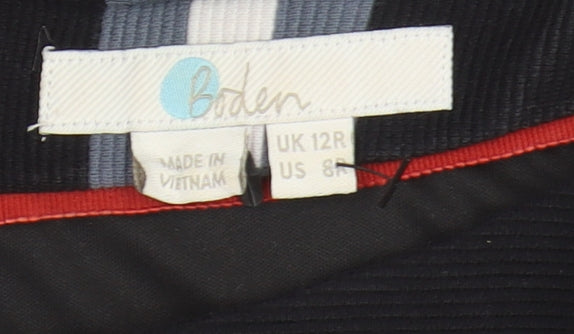 Boden
MADE IN
VIETNAM
UK 12R
US 8R